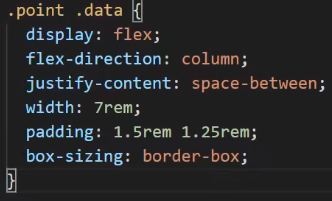 .point .data {
display: flex;
flex-direction: column;
justify-content: space-between;
width: 7rem;
padding: 1.5rem 1.25rem;
box-sizing: border-box;
}